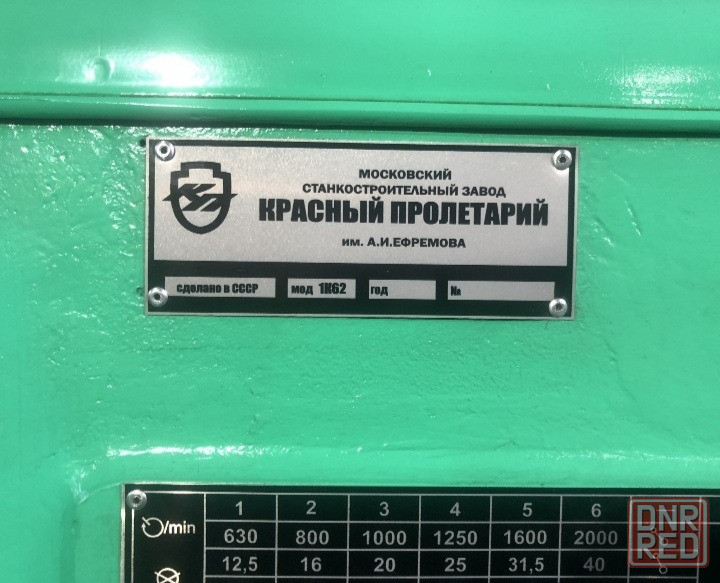 МОСКОВСКИЙ
СТАНКОСТРОИТЕЛЬНЫЙ ЗАВОД
КРАСНЫЙ ПРОЛЕТАРИЙ
им. А.И.ЕФРЕМОВА
сделано в СССР мод 1К62 год №
1 2 3 4 5 6
/min 630 800 1000 1250 1600 2000
12,5 16 20 25 31,5 40
DNR
RED